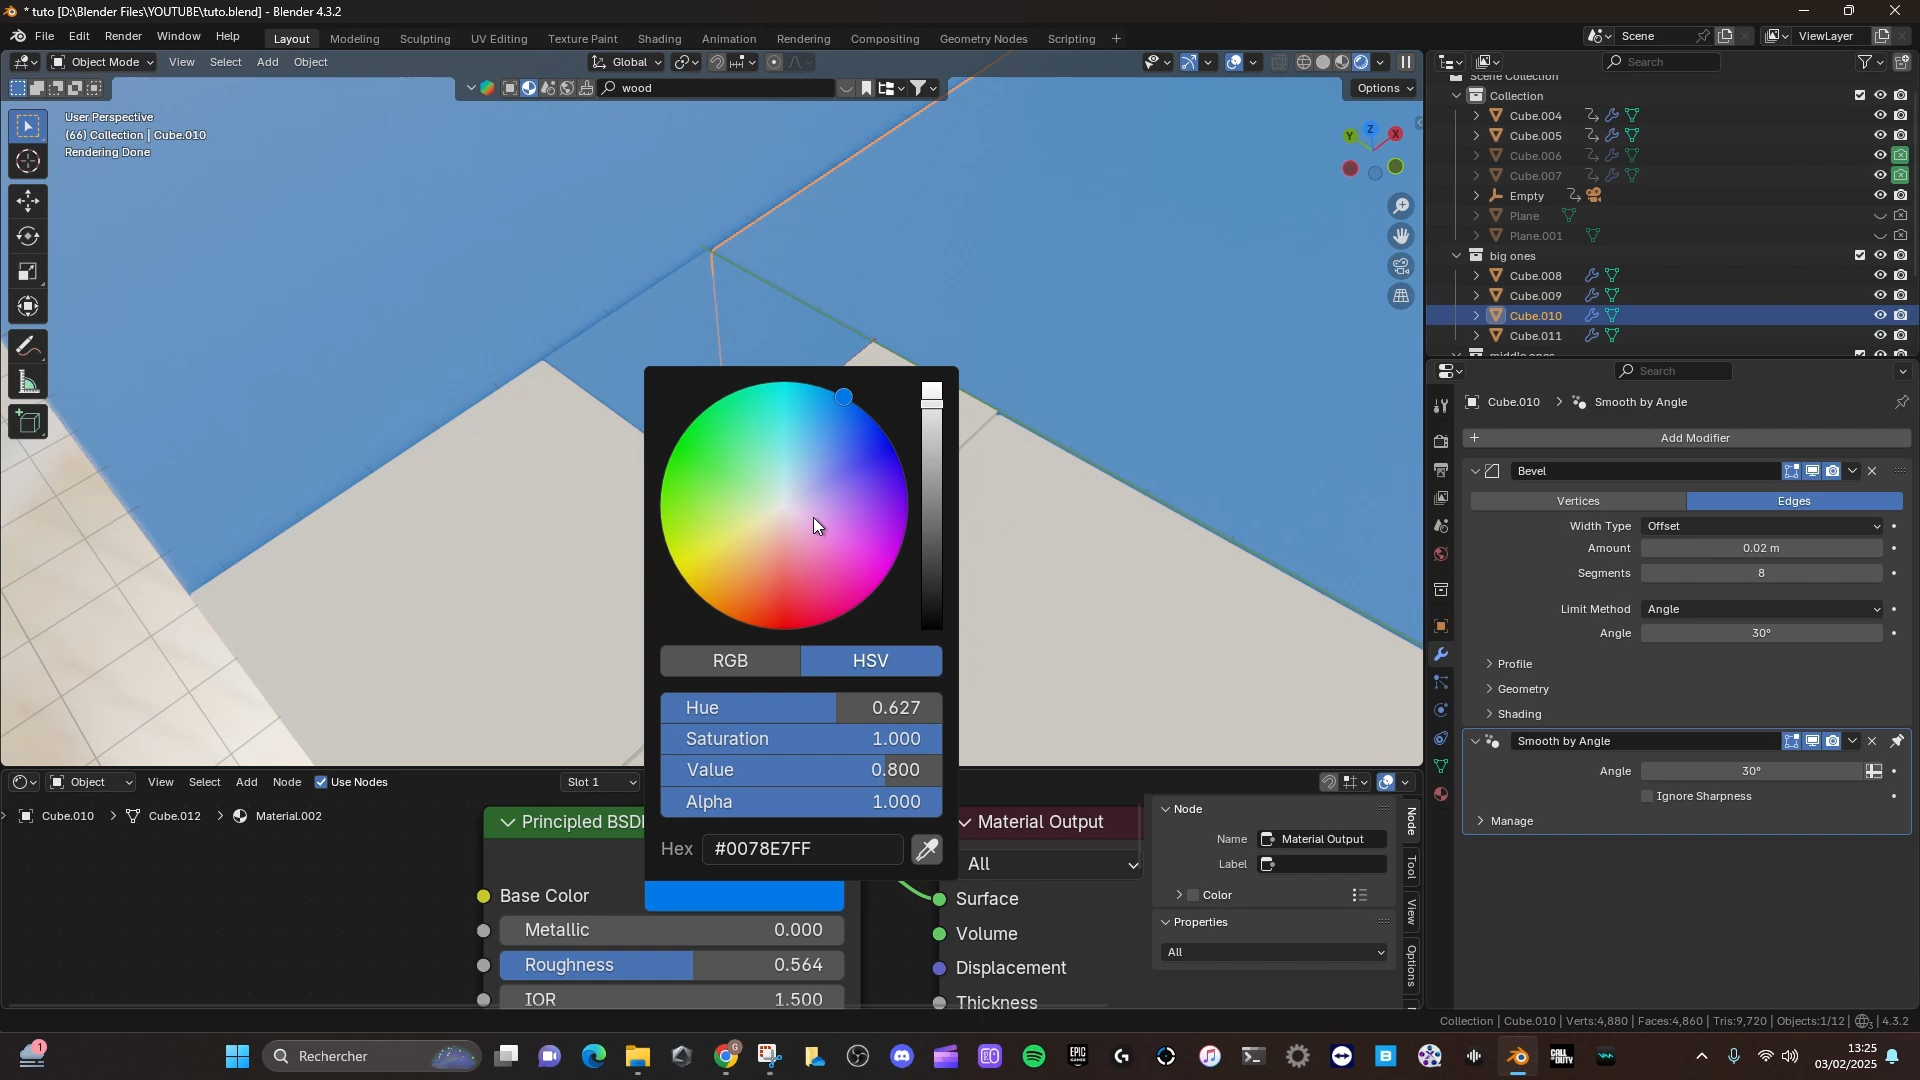 * tuto [D:\Blender Files\YOUTUBE\tuto.blend] - Blender 4.3.2
File Edit Render Window Help Layout Modeling Sculpting UV Editing Texture Paint Shading Animation Rendering Compositing Geometry Nodes Scripting + Scene ViewLayer
Object Mode View Select Add Object Global Search
wood Options
Scene Collection
Collection
Cube.004
Cube.005
Cube.006
Cube.007
Empty
Plane
Plane.001
big ones
Cube.008
Cube.009
Cube.010
Cube.011
middle ones
User Perspective
(66) Collection | Cube.010
Rendering Done
Z
Y
X
Search
Cube.010 > Smooth by Angle
+ Add Modifier
Bevel
Vertices Edges
Width Type Offset
Amount 0.02 m
Segments 8
Limit Method Angle
Angle 30°
Profile
Geometry
Shading
Smooth by Angle
Angle 30°
Ignore Sharpness
Manage
RGB HSV
Hue 0.627
Saturation 1.000
Value 0.800
Alpha 1.000
Hex #0078E7FF
Object View Select Add Node Use Nodes Slot 1
Cube.010 > Cube.012 > Material.002
Principled BSD
Base Color
Metallic 0.000
Roughness 0.564
IOR 1.500
Material Output
All
Surface
Volume
Displacement
Thickness
Node
Name Material Output
Label
Color
Properties
All
Node
Tool
View
Options
Collection | Cube.010 | Verts:4,880 | Faces:4,860 | Tris:9,720 | Objects:1/12 | 4.3.2
1
Rechercher
G
EPIC
GAMES
CALL
DUTY
13:25
03/02/2025